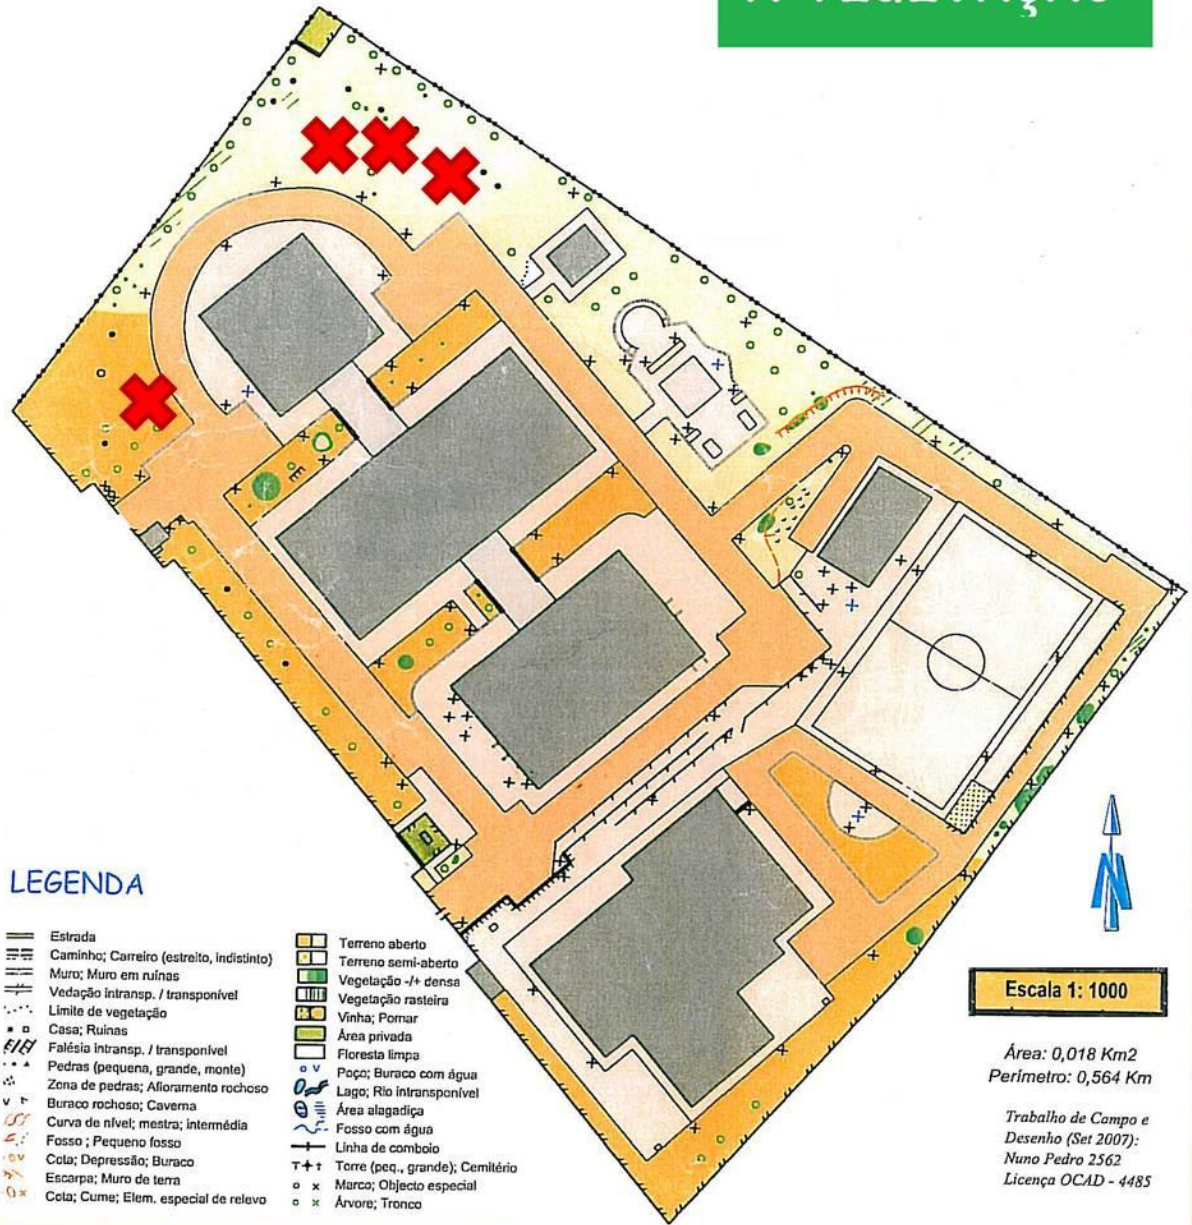 LEGENDA
Estrada
Caminho; Carreiro (estreito, indistinto)
Muro; Muro em ruínas
Vedação intransp. / transponível
Limite de vegetação
Casa; Ruinas
Falésia intransp. / transponível
Pedras (pequena, grande, monte)
Zona de pedras; Afloramento rochoso
Buraco rochoso; Caverna
Curva de nível; mestra; intermédia
Fosso ; Pequeno fosso
Cota; Depressão; Buraco
Escarpa; Muro de terra
Cota; Cume; Elem. especial de relevo
Terreno aberto
Terreno semi-aberto
Vegetação -/+ densa
Vegetação rasteira
Vinha; Pomar
Área privada
Floresta limpa
Poço; Buraco com água
Lago; Rio intransponível
Área alagadiça
Fosso com água
Linha de comboio
Torre (peq., grande); Cemitério
Marco; Objecto especial
Árvore; Tronco
N
Escala 1: 1000
Área: 0,018 Km2
Perímetro: 0,564 Km
Trabalho de Campo e
Desenho (Set 2007):
Nuno Pedro 2562
Licença OCAD - 4485